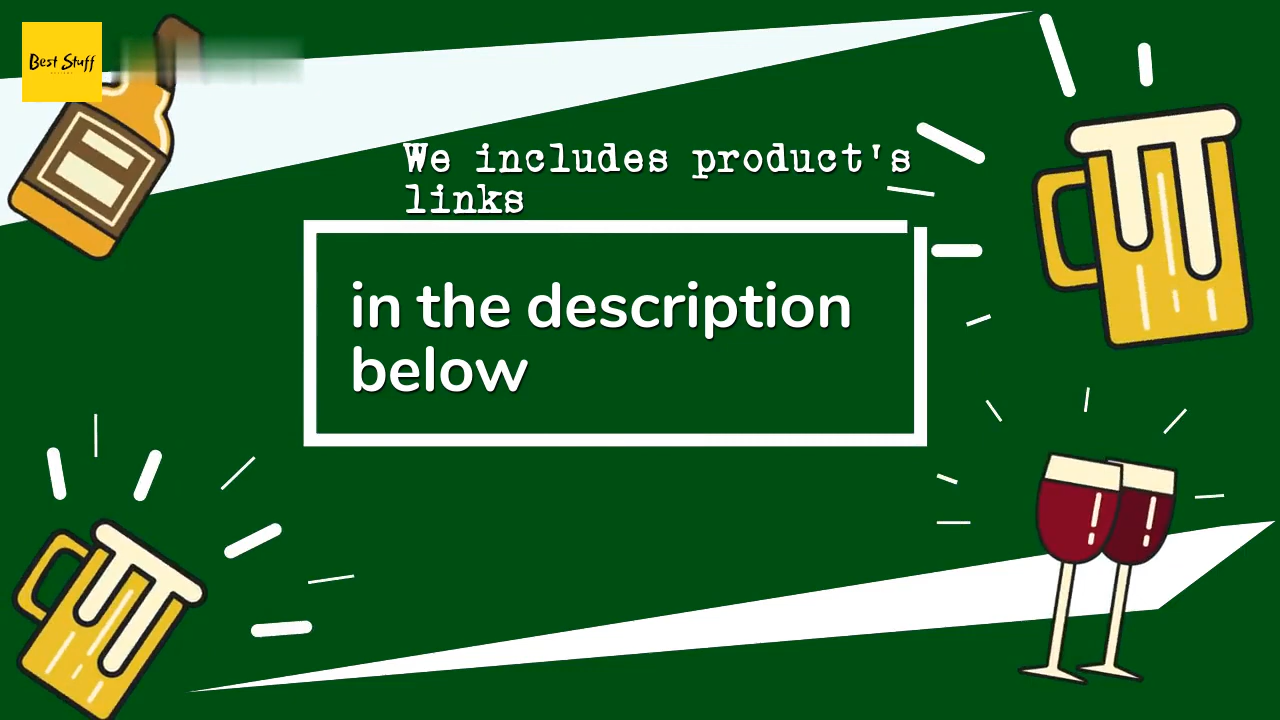 Best Stuff
We includes product's
links
in the description
below